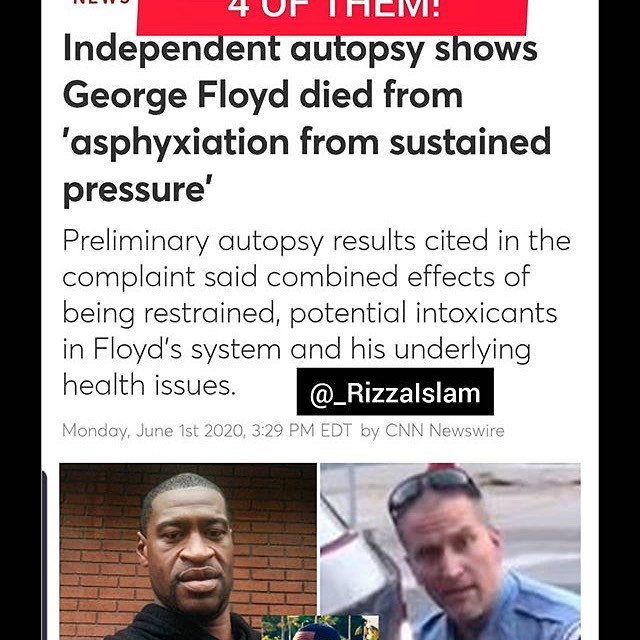 NEWS
4 OF THEM!
Independent autopsy shows
George Floyd died from
'asphyxiation from sustained
pressure'
Preliminary autopsy results cited in the
complaint said combined effects of
being restrained, potential intoxicants
in Floyd's system and his underlying
health issues.
@_RizzaIslam
Monday, June 1st 2020, 3:29 PM EDT by CNN Newswire